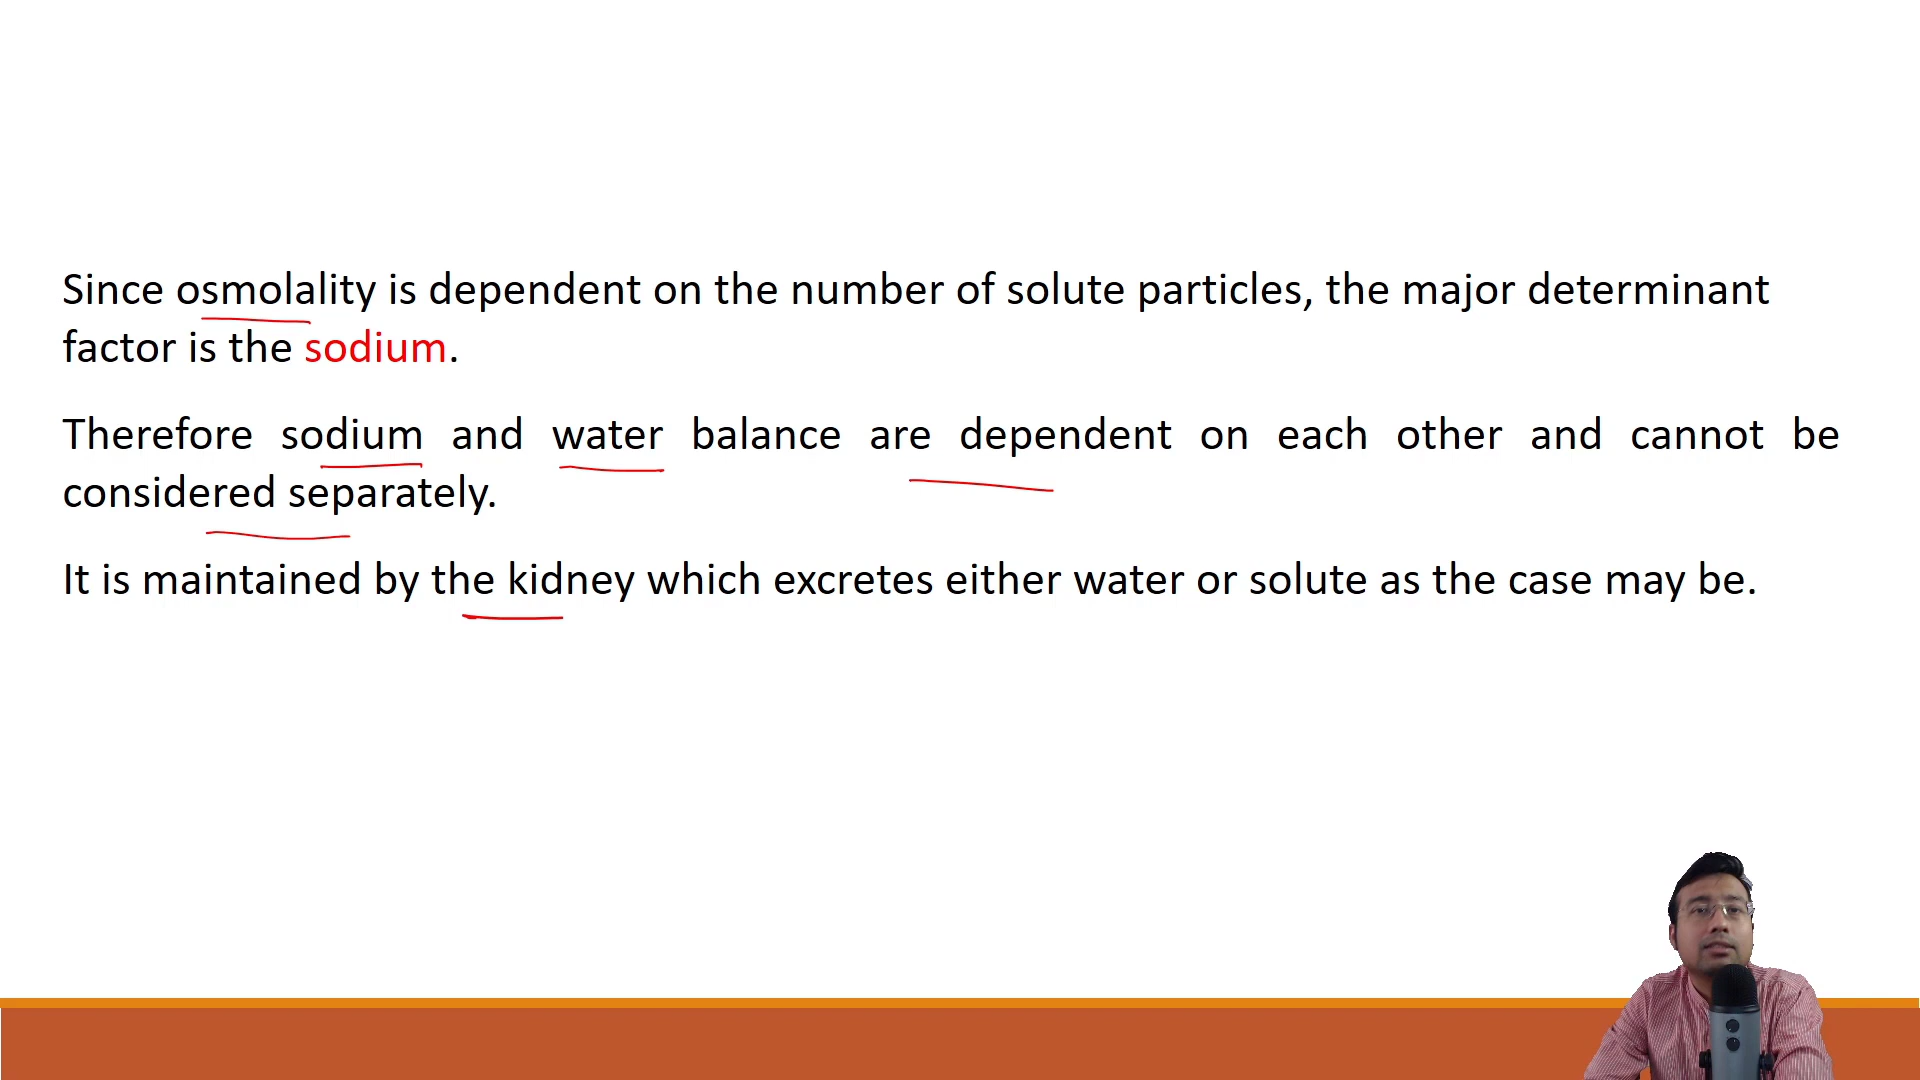 Since osmolality is dependent on the number of solute particles, the major determinant
factor is the sodium.
Therefore sodium and water balance are dependent on each other and cannot be
considered separately.
It is maintained by the kidney which excretes either water or solute as the case may be.